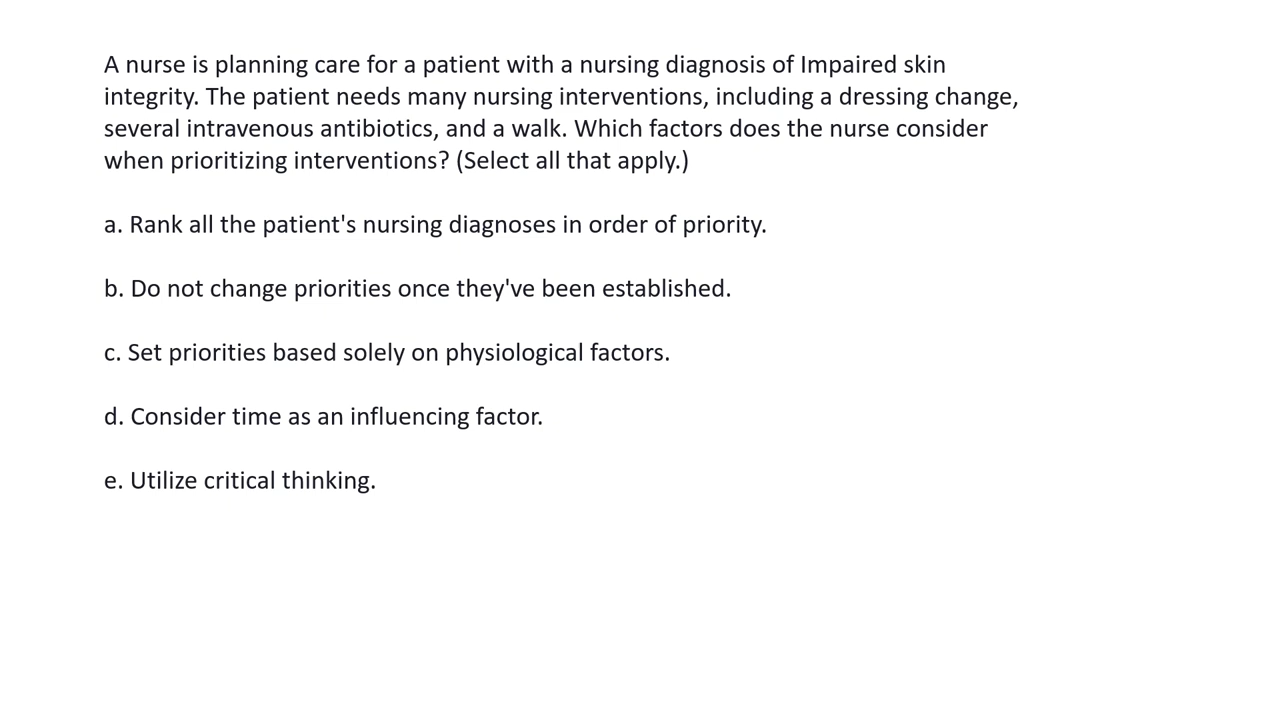 A nurse is planning care for a patient with a nursing diagnosis of Impaired skin
integrity. The patient needs many nursing interventions, including a dressing change,
several intravenous antibiotics, and a walk. Which factors does the nurse consider
when prioritizing interventions? (Select all that apply.)
a. Rank all the patient's nursing diagnoses in order of priority.
b. Do not change priorities once they've been established.
c. Set priorities based solely on physiological factors.
d. Consider time as an influencing factor.
e. Utilize critical thinking.